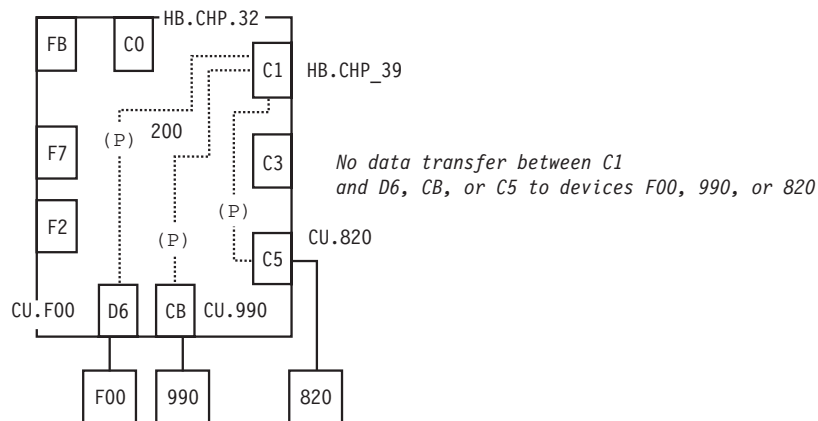 HB.CHP.32
FB
C0
C1
HB.CHP_39
(P)
200
F7
C3
No data transfer between C1
and D6, CB, or C5 to devices F00, 990, or 820
(P)
F2
(P)
CU.820
C5
CU.F00
D6
CB
CU.990
F00
990
820